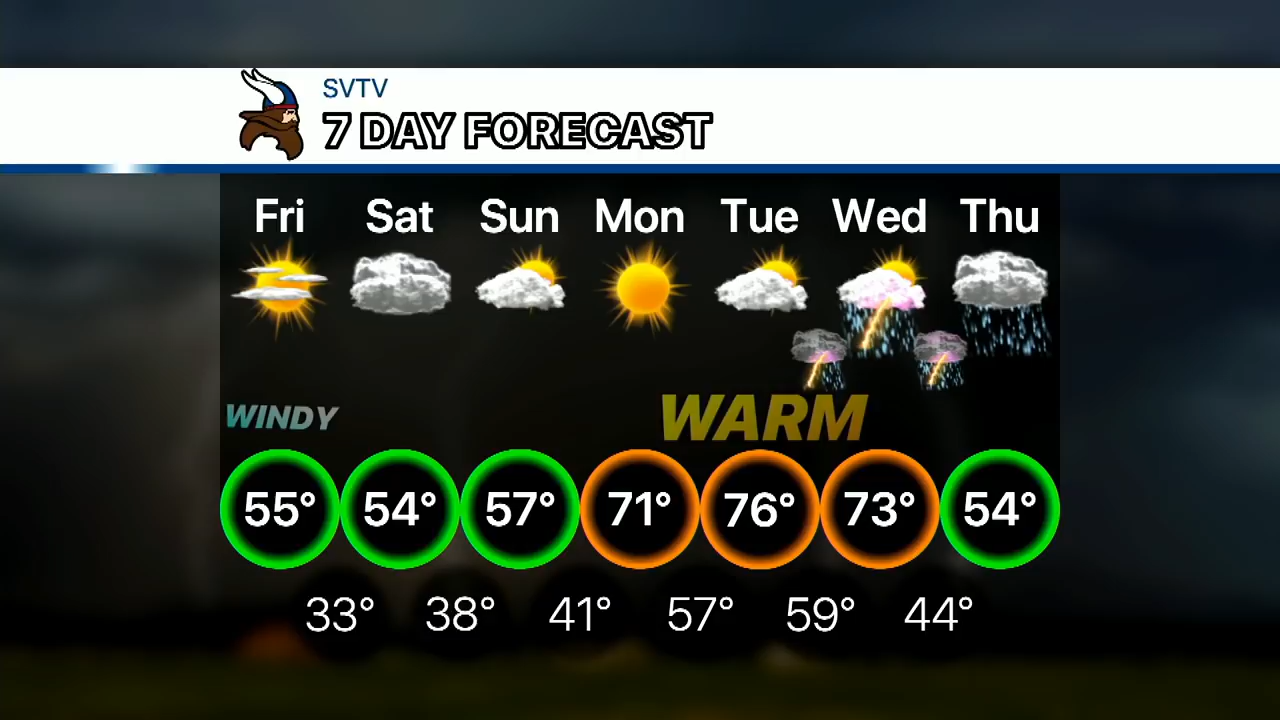 SVTV
7 DAY FORECAST
Fri Sat Sun Mon Tue Wed Thu
WINDY WARM
55° 54° 57° 71° 76° 73° 54°
33° 38° 41° 57° 59° 44°